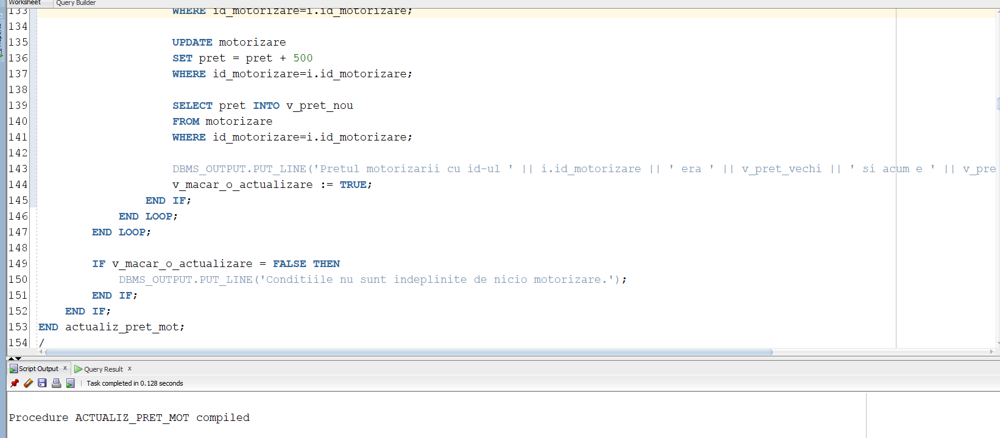 Worksheet Query Builder
133 WHERE id_motorizare=i.id_motorizare;
134
135 UPDATE motorizare
136 SET pret = pret + 500
137 WHERE id_motorizare=i.id_motorizare;
138
139 SELECT pret INTO v_pret_nou
140 FROM motorizare
141 WHERE id_motorizare=i.id_motorizare;
142
143 DBMS_OUTPUT.PUT_LINE('Pretul motorizarii cu id-ul ' || i.id_motorizare || ' era ' || v_pret_vechi || ' si acum e ' || v_pre
144 v_macar_o_actualizare := TRUE;
145 END IF;
146 END LOOP;
147 END LOOP;
148
149 IF v_macar_o_actualizare = FALSE THEN
150 DBMS_OUTPUT.PUT_LINE('Conditiile nu sunt indeplinite de nicio motorizare.');
151 END IF;
152 END IF;
153 END actualiz_pret_mot;
154 /
Script Output x Query Result x
Task completed in 0.128 seconds
Procedure ACTUALIZ_PRET_MOT compiled